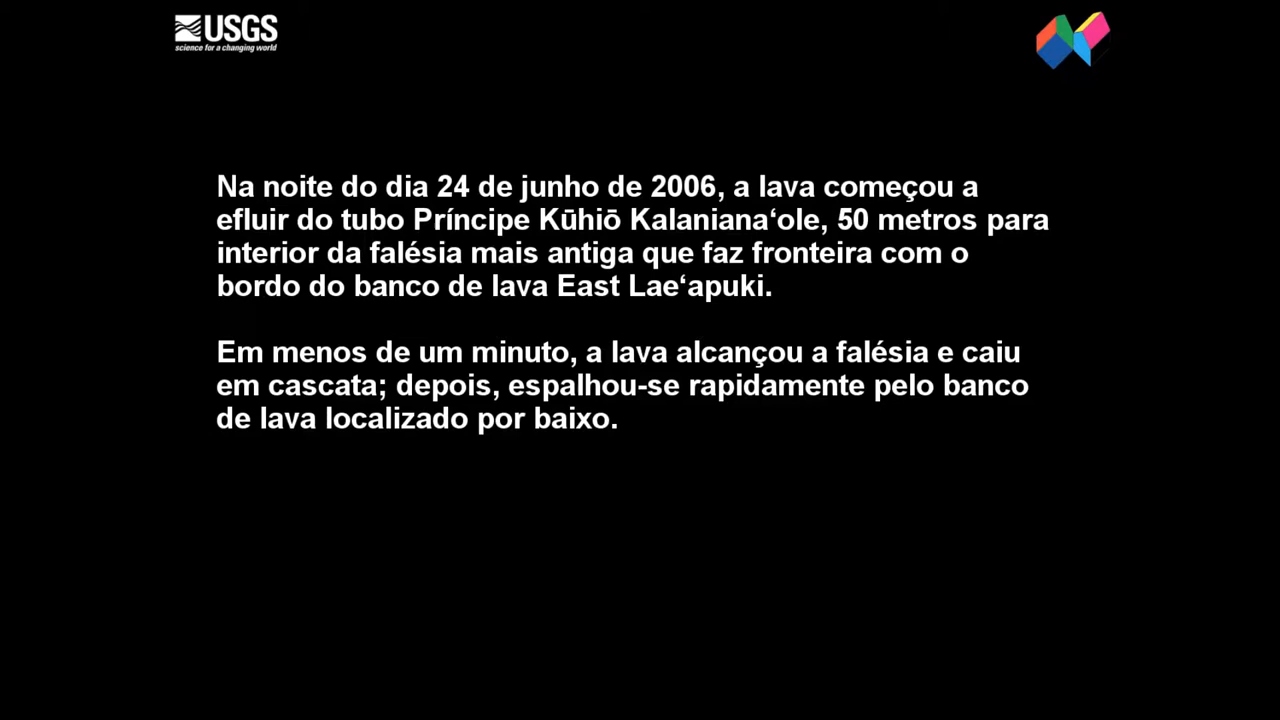 USGS
science for a changing world
Na noite do dia 24 de junho de 2006, a lava começou a
efluir do tubo Príncipe Kūhiō Kalaniana‘ole, 50 metros para
interior da falésia mais antiga que faz fronteira com o
bordo do banco de lava East Lae‘apuki.
Em menos de um minuto, a lava alcançou a falésia e caiu
em cascata; depois, espalhou-se rapidamente pelo banco
de lava localizado por baixo.